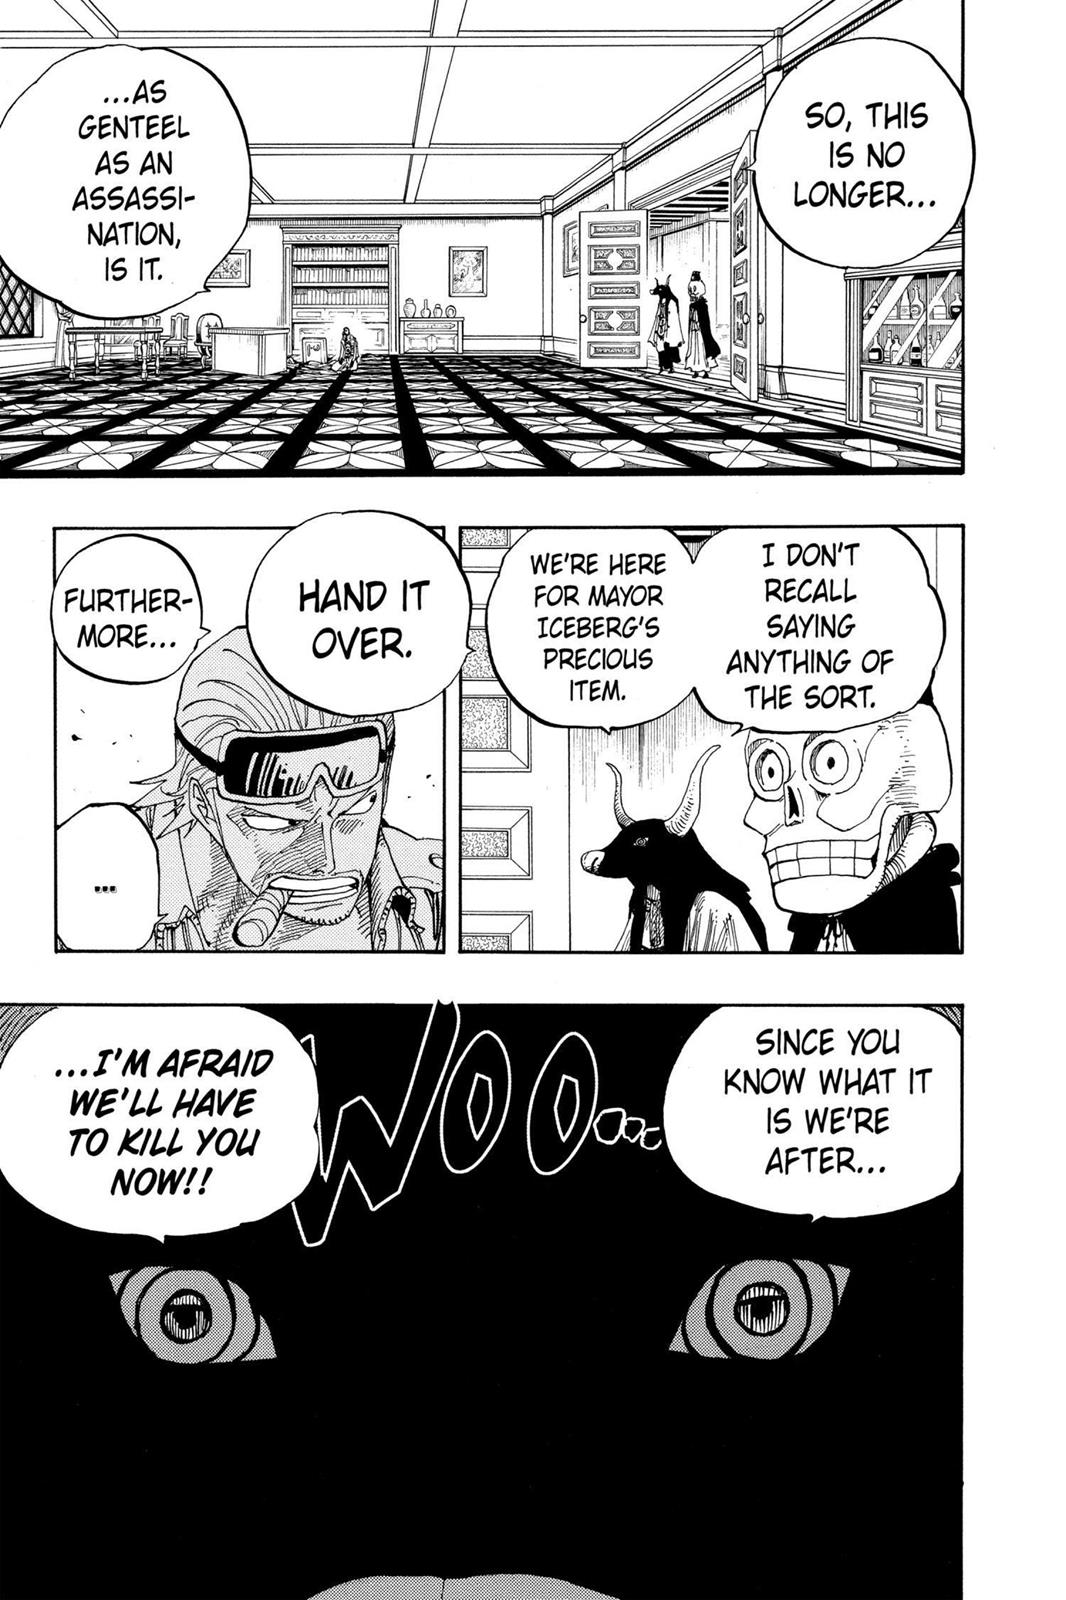 SO, THIS
IS NO
LONGER...
...AS
GENTEEL
AS AN
ASSASSI-
NATION,
IS IT.
I DON'T
RECALL
SAYING
ANYTHING OF
THE SORT.
WE'RE HERE
FOR MAYOR
ICEBERG'S
PRECIOUS
ITEM.
HAND IT
OVER.
FURTHER-
MORE...
...
SINCE YOU
KNOW WHAT IT
IS WE'RE
AFTER...
WOO...
...I'M AFRAID
WE'LL HAVE
TO KILL YOU
NOW!!